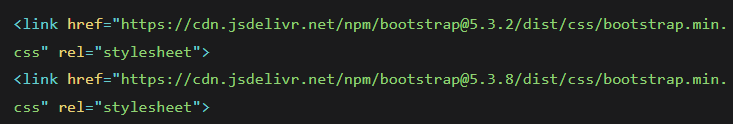 <link href="https://cdn.jsdelivr.net/npm/bootstrap@5.3.2/dist/css/bootstrap.min.
css" rel="stylesheet">
<link href="https://cdn.jsdelivr.net/npm/bootstrap@5.3.8/dist/css/bootstrap.min.
css" rel="stylesheet">